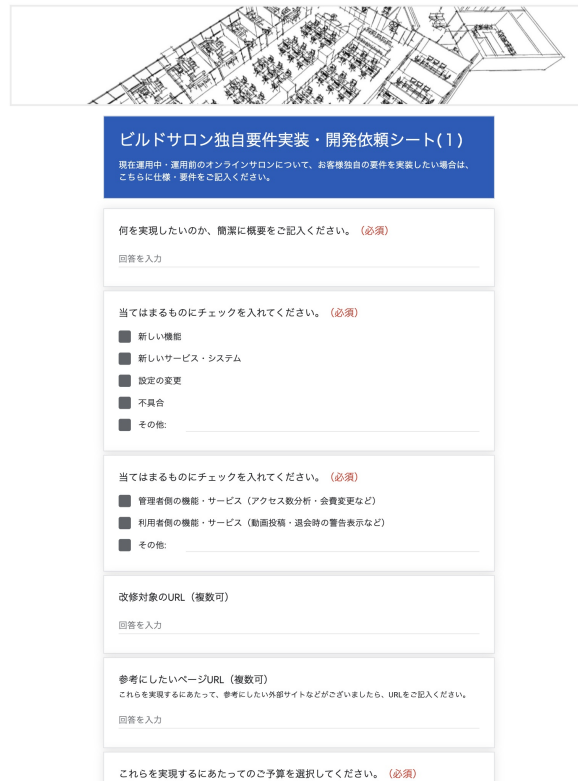 ビルドサロン独自要件実装・開発依頼シート(1)
現在運用中・運用前のオンラインサロンについて、お客様独自の要件を実装したい場合は、
こちらに仕様・要件をご記入ください。
何を実現したいのか、簡潔に概要をご記入ください。（必須）
回答を入力
当てはまるものにチェックを入れてください。（必須）
新しい機能
新しいサービス・システム
設定の変更
不具合
その他:
当てはまるものにチェックを入れてください。（必須）
管理者側の機能・サービス（アクセス数分析・会費変更など）
利用者側の機能・サービス（動画投稿・退会時の警告表示など）
その他:
改修対象のURL（複数可）
回答を入力
参考にしたいページURL（複数可）
これらを実現するにあたって、参考にしたい外部サイトなどがございましたら、URLをご記入ください。
回答を入力
これらを実現するにあたってのご予算を選択してください。（必須）